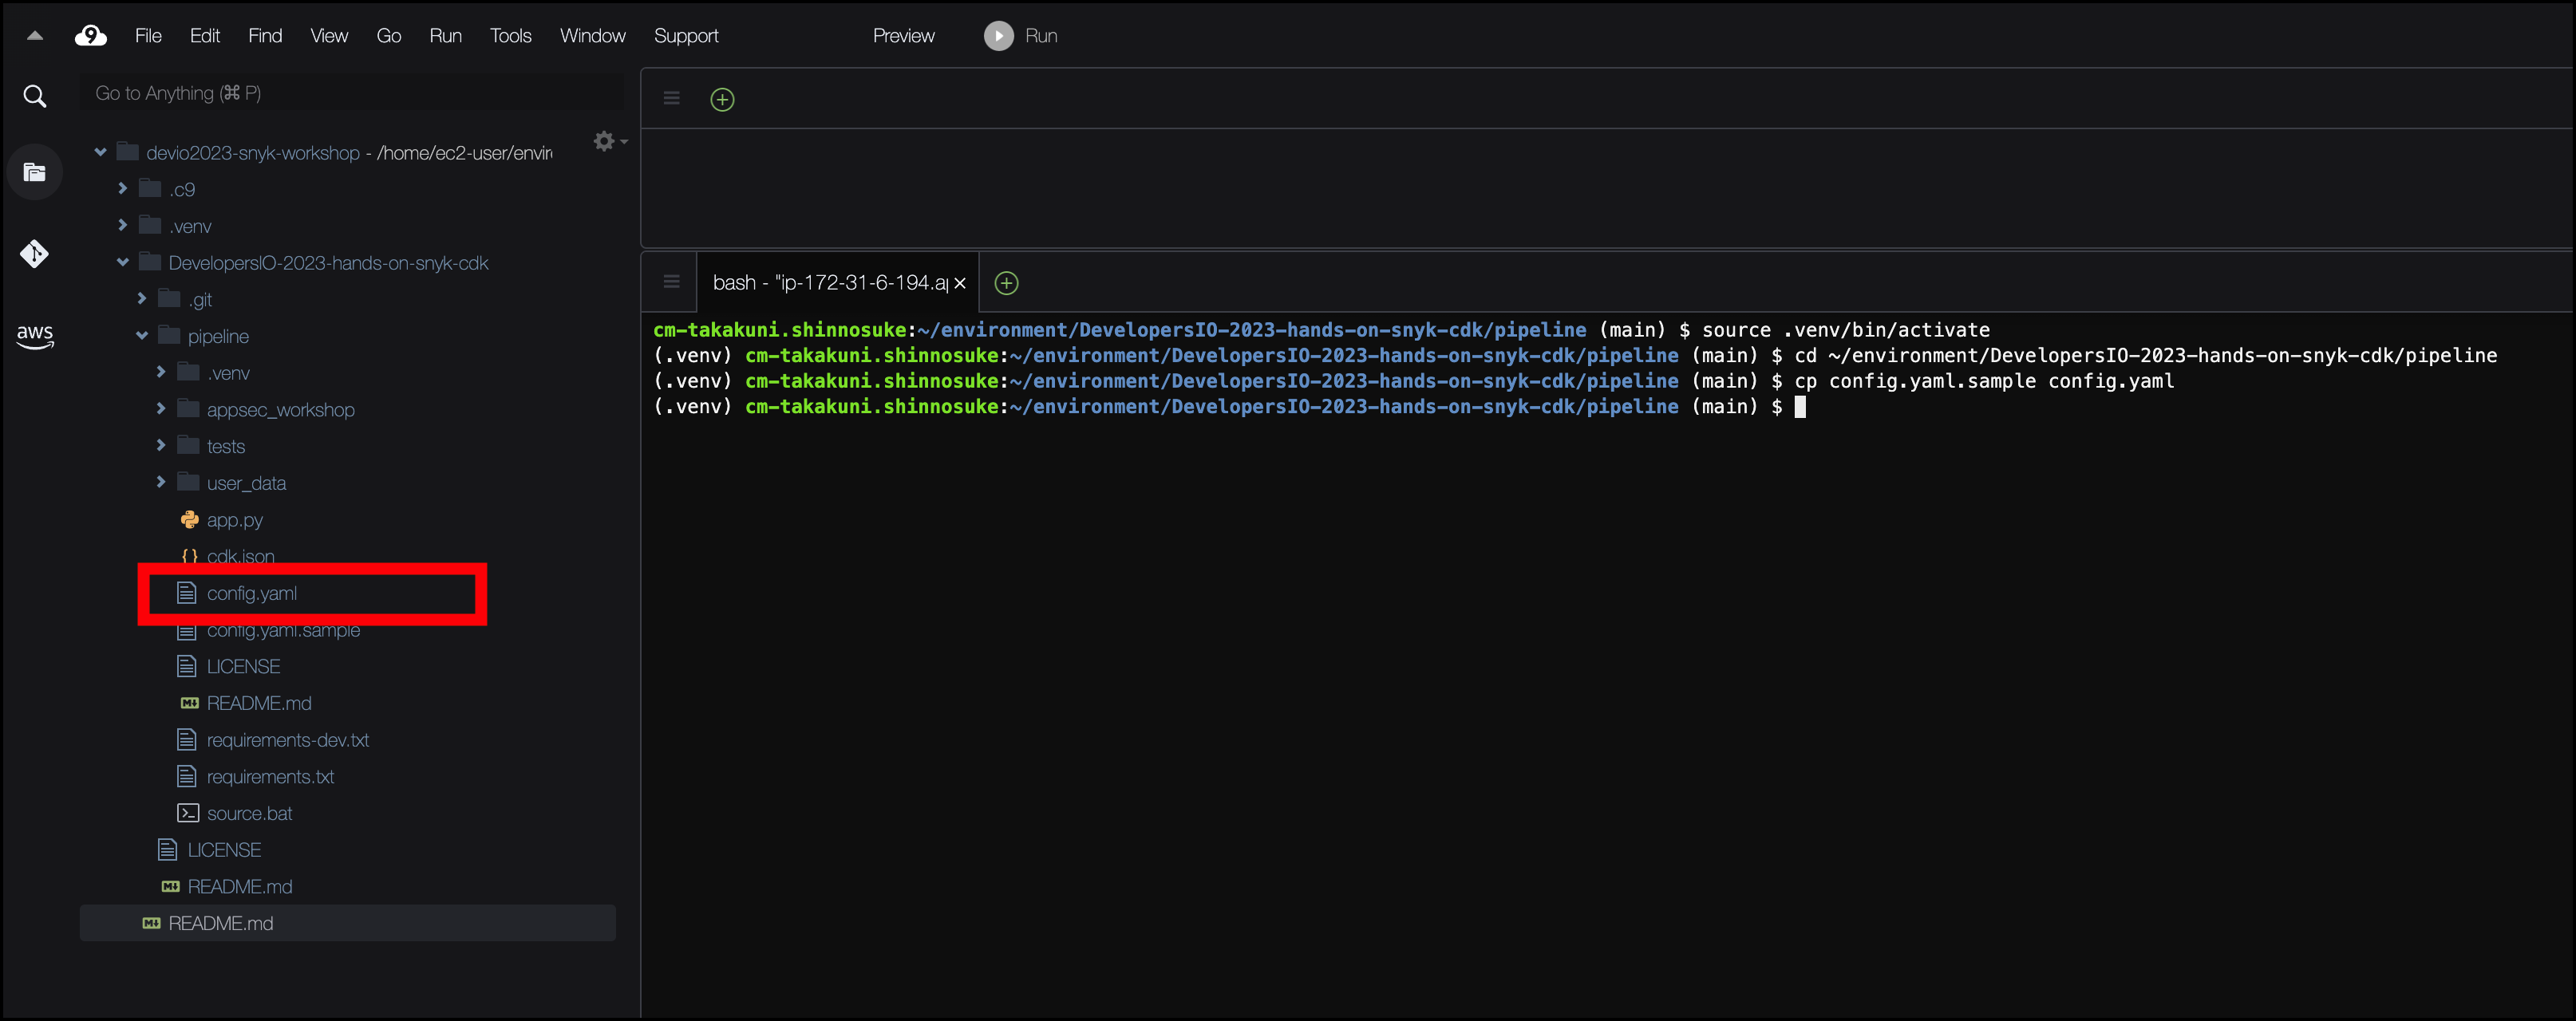 9 File Edit Find View Go Run Tools Window Support Preview Run
Go to Anything (⌘ P)
devio2023-snyk-workshop - /home/ec2-user/envir
.c9
.venv
DevelopersIO-2023-hands-on-snyk-cdk
.git
pipeline
.venv
appsec_workshop
tests
user_data
app.py
cdk.json
config.yaml
config.yaml.sample
LICENSE
README.md
requirements-dev.txt
requirements.txt
source.bat
LICENSE
README.md
README.md
aws
bash - "ip-172-31-6-194.ap
cm-takakuni.shinnosuke:~/environment/DevelopersIO-2023-hands-on-snyk-cdk/pipeline (main) $ source .venv/bin/activate
(.venv) cm-takakuni.shinnosuke:~/environment/DevelopersIO-2023-hands-on-snyk-cdk/pipeline (main) $ cd ~/environment/DevelopersIO-2023-hands-on-snyk-cdk/pipeline
(.venv) cm-takakuni.shinnosuke:~/environment/DevelopersIO-2023-hands-on-snyk-cdk/pipeline (main) $ cp config.yaml.sample config.yaml
(.venv) cm-takakuni.shinnosuke:~/environment/DevelopersIO-2023-hands-on-snyk-cdk/pipeline (main) $